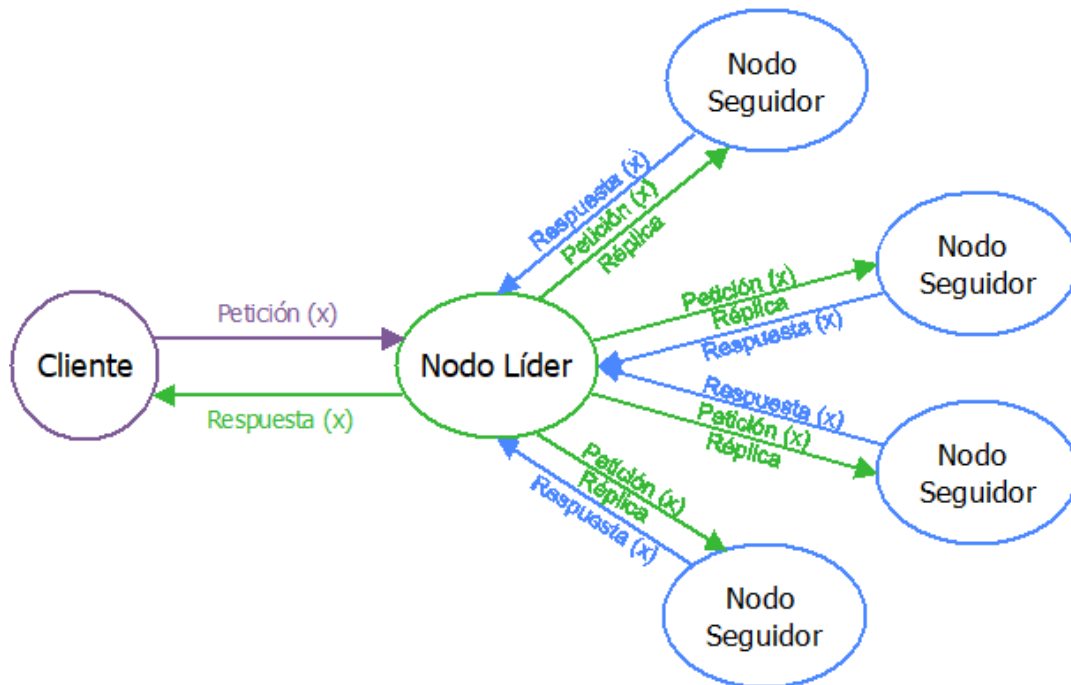 Nodo
Seguidor
Respuesta (x)
Petición (x)
Réplica
Nodo
Seguidor
Petición (x)
Réplica
Respuesta (x)
Petición (x)
Cliente
Nodo Líder
Respuesta (x)
Respuesta (x)
Petición (x)
Réplica
Nodo
Seguidor
Petición (x)
Réplica
Respuesta (x)
Nodo
Seguidor